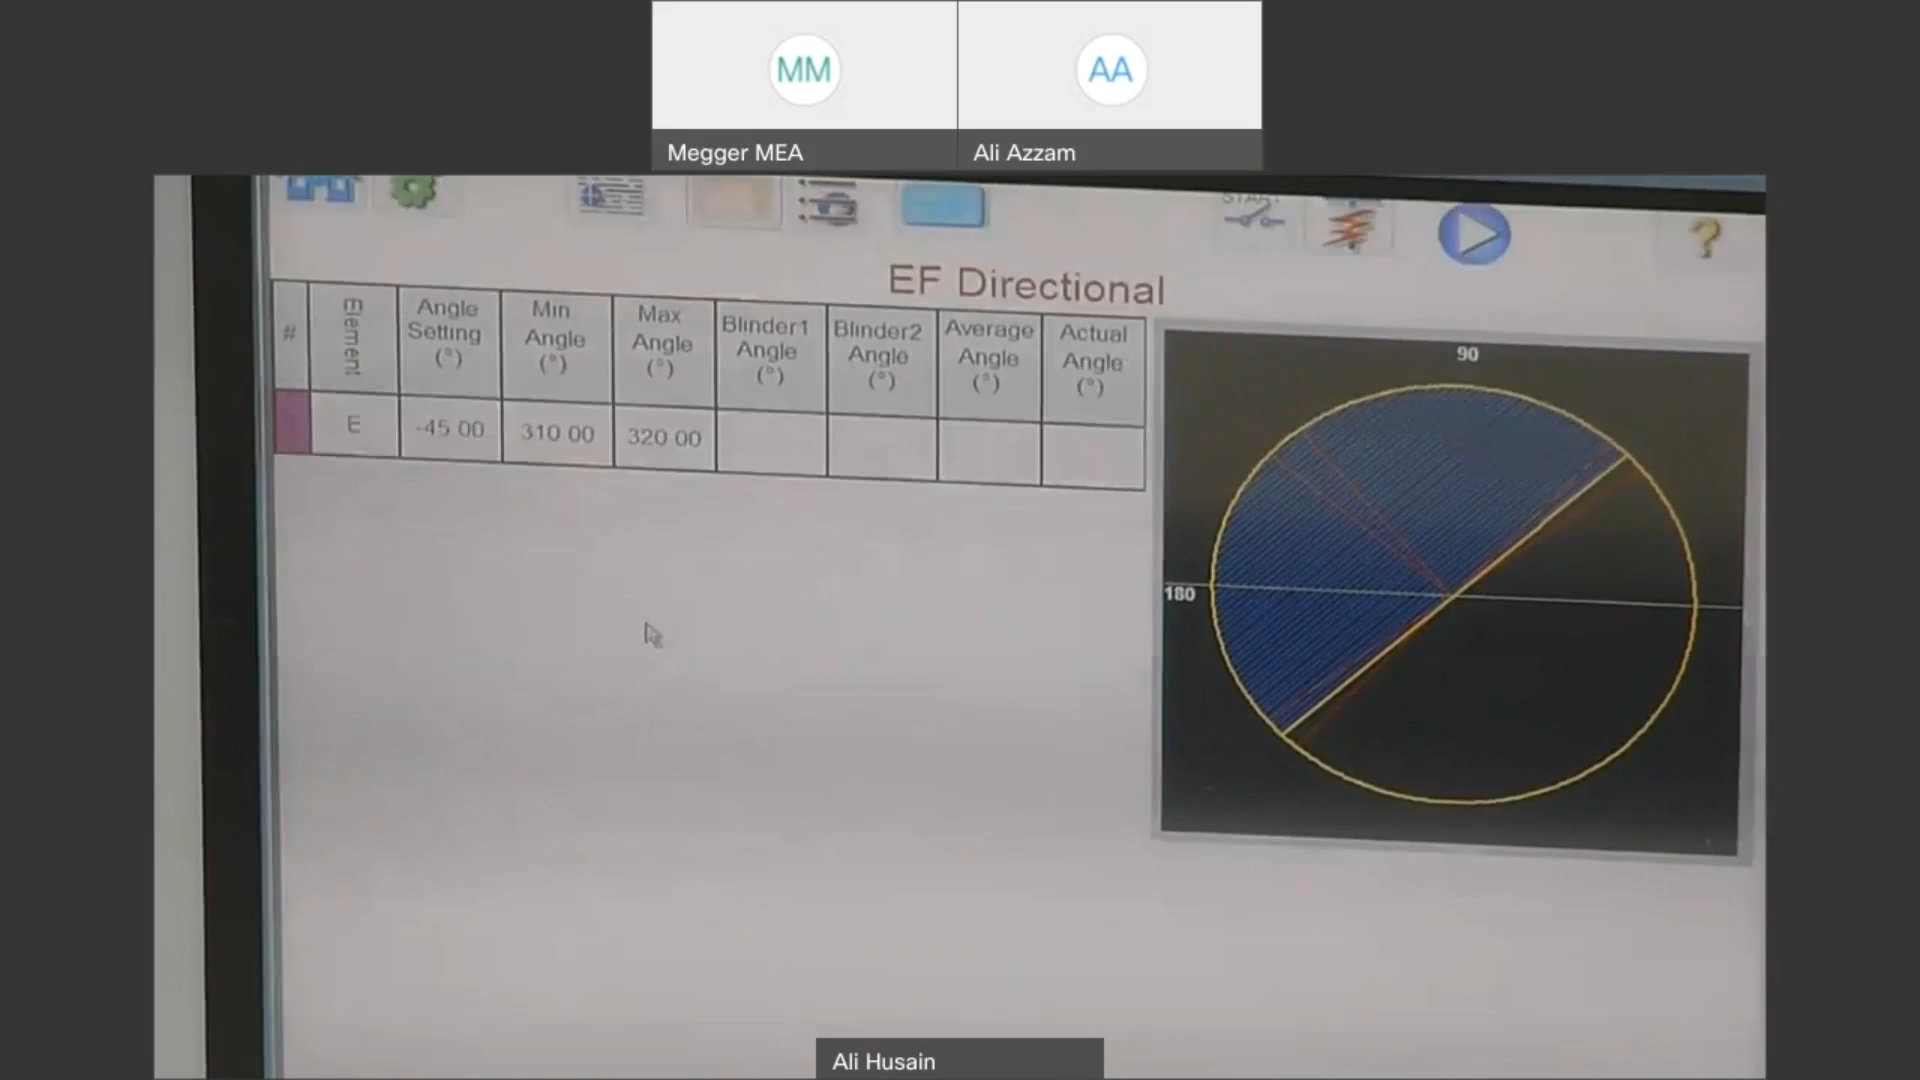 MM
AA
Megger MEA
Ali Azzam
START
EF Directional
#
Element
Angle Setting (°)
Min Angle (°)
Max Angle (°)
Blinder1 Angle (°)
Blinder2 Angle (°)
Average Angle (°)
Actual Angle (°)
E
-45 00
310 00
320 00
90
180
?
Ali Husain